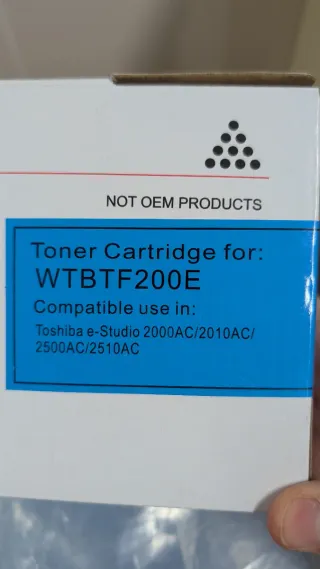 NOT OEM PRODUCTS
Toner Cartridge for:
WTBTF200E
Compatible use in:
Toshiba e-Studio 2000AC/2010AC/
2500AC/2510AC